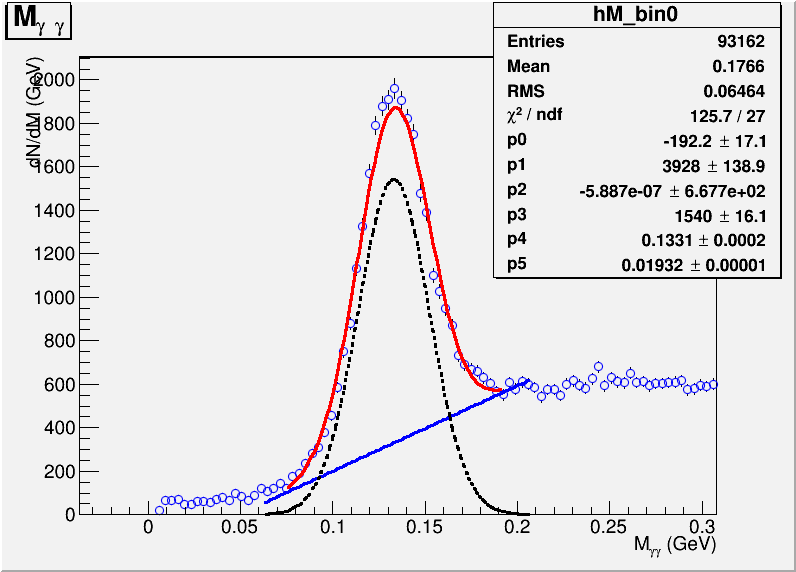 Mγ γ
hM_bin0
Entries 93162
Mean 0.1766
RMS 0.06464
χ² / ndf 125.7 / 27
p0 -192.2 ± 17.1
p1 3928 ± 138.9
p2 -5.887e-07 ± 6.677e+02
p3 1540 ± 16.1
p4 0.1331 ± 0.0002
p5 0.01932 ± 0.00001
dN/dM (GeV)
2000
1800
1600
1400
1200
1000
800
600
400
200
0
0 0.05 0.1 0.15 0.2 0.25 0.3
Mγγ (GeV)